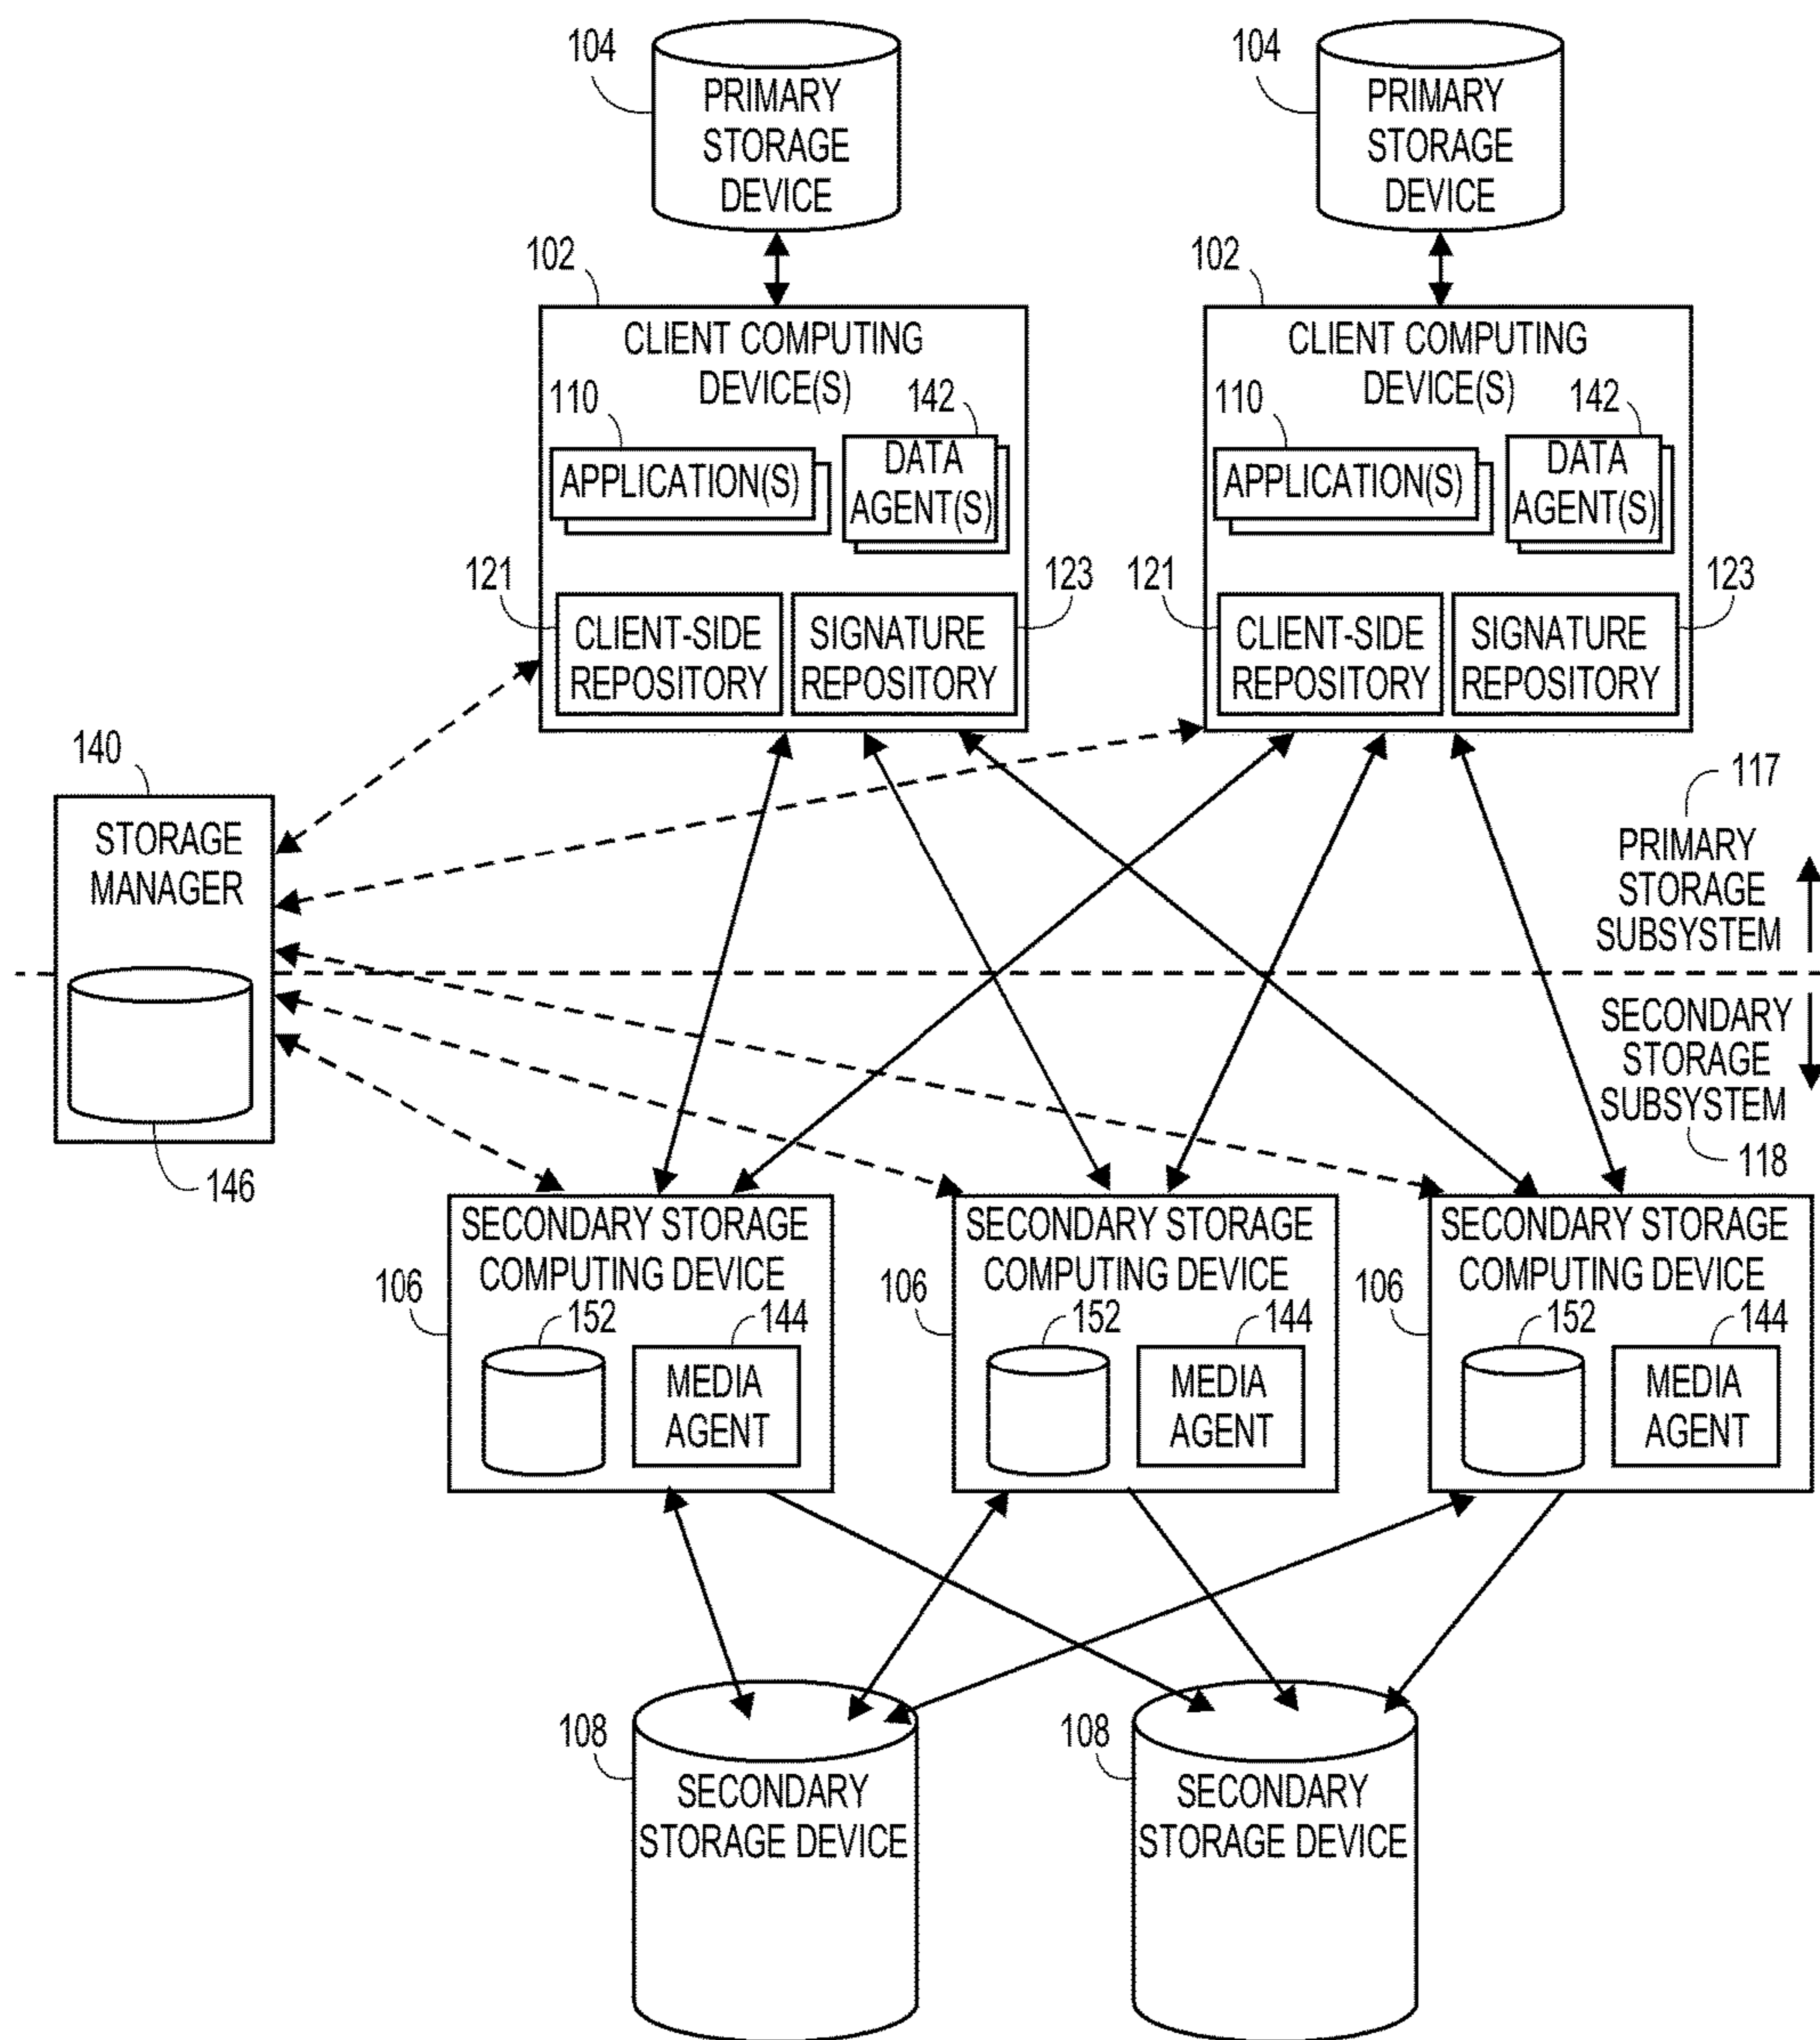 104
PRIMARY
STORAGE
DEVICE
104
PRIMARY
STORAGE
DEVICE
102
CLIENT COMPUTING
DEVICE(S)
110
142
APPLICATION(S)
DATA
AGENT(S)
121
123
CLIENT-SIDE
REPOSITORY
SIGNATURE
REPOSITORY
102
CLIENT COMPUTING
DEVICE(S)
110
142
APPLICATION(S)
DATA
AGENT(S)
121
123
CLIENT-SIDE
REPOSITORY
SIGNATURE
REPOSITORY
140
STORAGE
MANAGER
146
117
PRIMARY
STORAGE
SUBSYSTEM
SECONDARY
STORAGE
SUBSYSTEM
118
SECONDARY STORAGE
COMPUTING DEVICE
106
152
144
MEDIA
AGENT
SECONDARY STORAGE
COMPUTING DEVICE
106
152
144
MEDIA
AGENT
SECONDARY STORAGE
COMPUTING DEVICE
106
152
144
MEDIA
AGENT
108
SECONDARY
STORAGE DEVICE
108
SECONDARY
STORAGE DEVICE